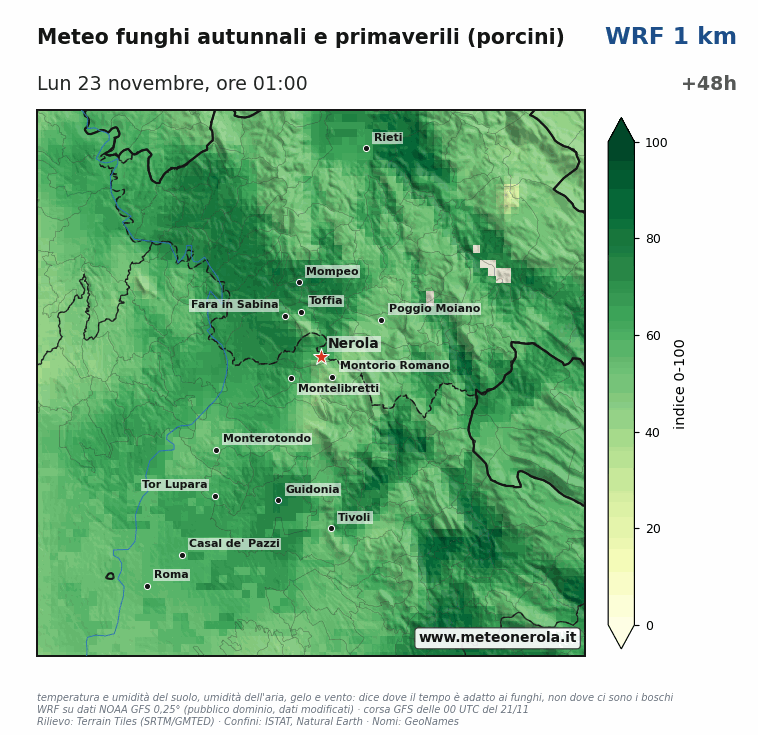 Meteo funghi autunnali e primaverili (porcini)
WRF 1 km
Lun 23 novembre, ore 01:00
+48h
Rieti
Mompeo
Toffia
Fara in Sabina
Poggio Moiano
Nerola
Montorio Romano
Montelibretti
Monterotondo
Tor Lupara
Guidonia
Tivoli
Casal de' Pazzi
Roma
www.meteonerola.it
100
80
60
40
20
0
indice 0-100
temperatura e umidità del suolo, umidità dell'aria, gelo e vento: dice dove il tempo è adatto ai funghi, non dove ci sono i boschi
WRF su dati NOAA GFS 0,25° (pubblico dominio, dati modificati) · corsa GFS delle 00 UTC del 21/11
Rilievo: Terrain Tiles (SRTM/GMTED) · Confini: ISTAT, Natural Earth · Nomi: GeoNames